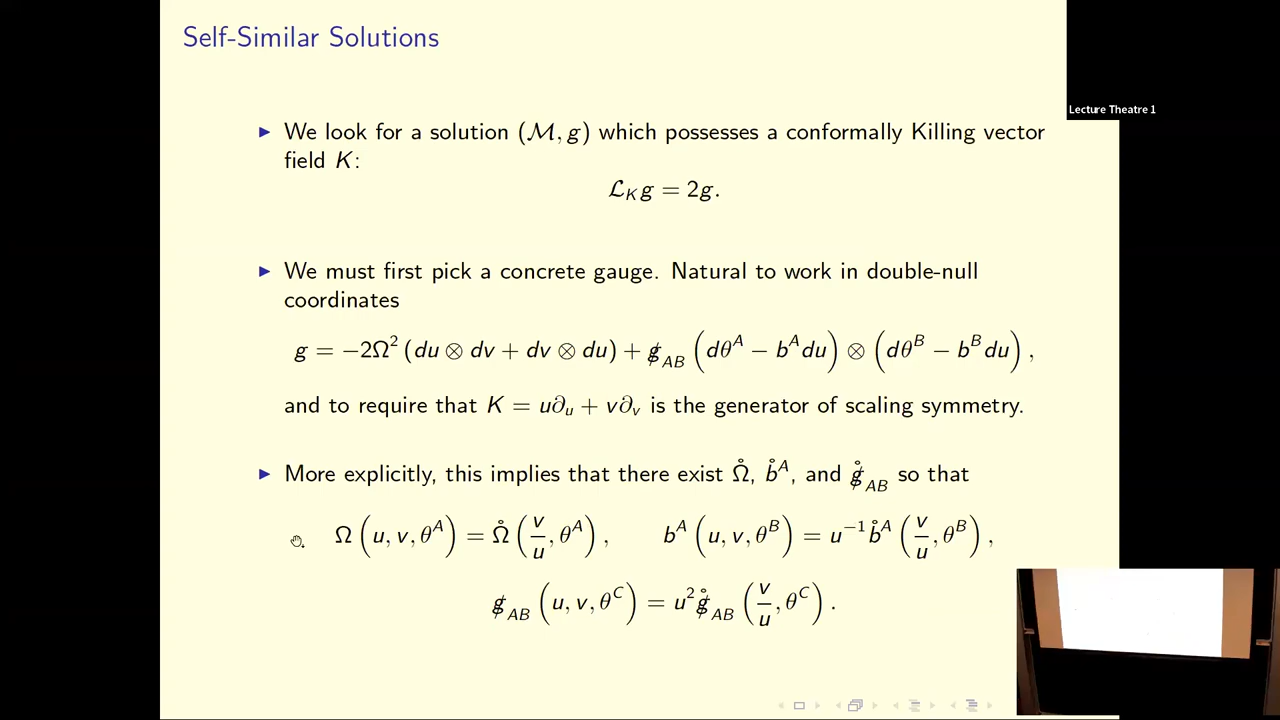 Self-Similar Solutions
Lecture Theatre 1
▶ We look for a solution (ℳ, g) which possesses a conformally Killing vector
field K:
ℒ_K g = 2g.
▶ We must first pick a concrete gauge. Natural to work in double-null
coordinates
g = −2Ω² (du ⊗ dv + dv ⊗ du) + g̸_AB (dθ^A − b^A du) ⊗ (dθ^B − b^B du) ,
and to require that K = u∂_u + v∂_v is the generator of scaling symmetry.
▶ More explicitly, this implies that there exist Ω̊, b̊^A, and g̸̊_AB so that
Ω (u, v, θ^A) = Ω̊ (v/u, θ^A) , b^A (u, v, θ^B) = u^−1 b̊^A (v/u, θ^B) ,
g̸_AB (u, v, θ^C) = u² g̸̊_AB (v/u, θ^C) .